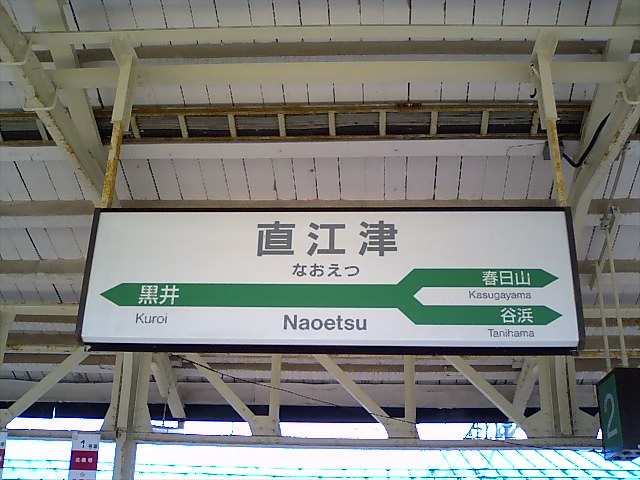 直江津
なおえつ
黒井
Kuroi
Naoetsu
春日山
Kasugayama
谷浜
Tanihama
2
1